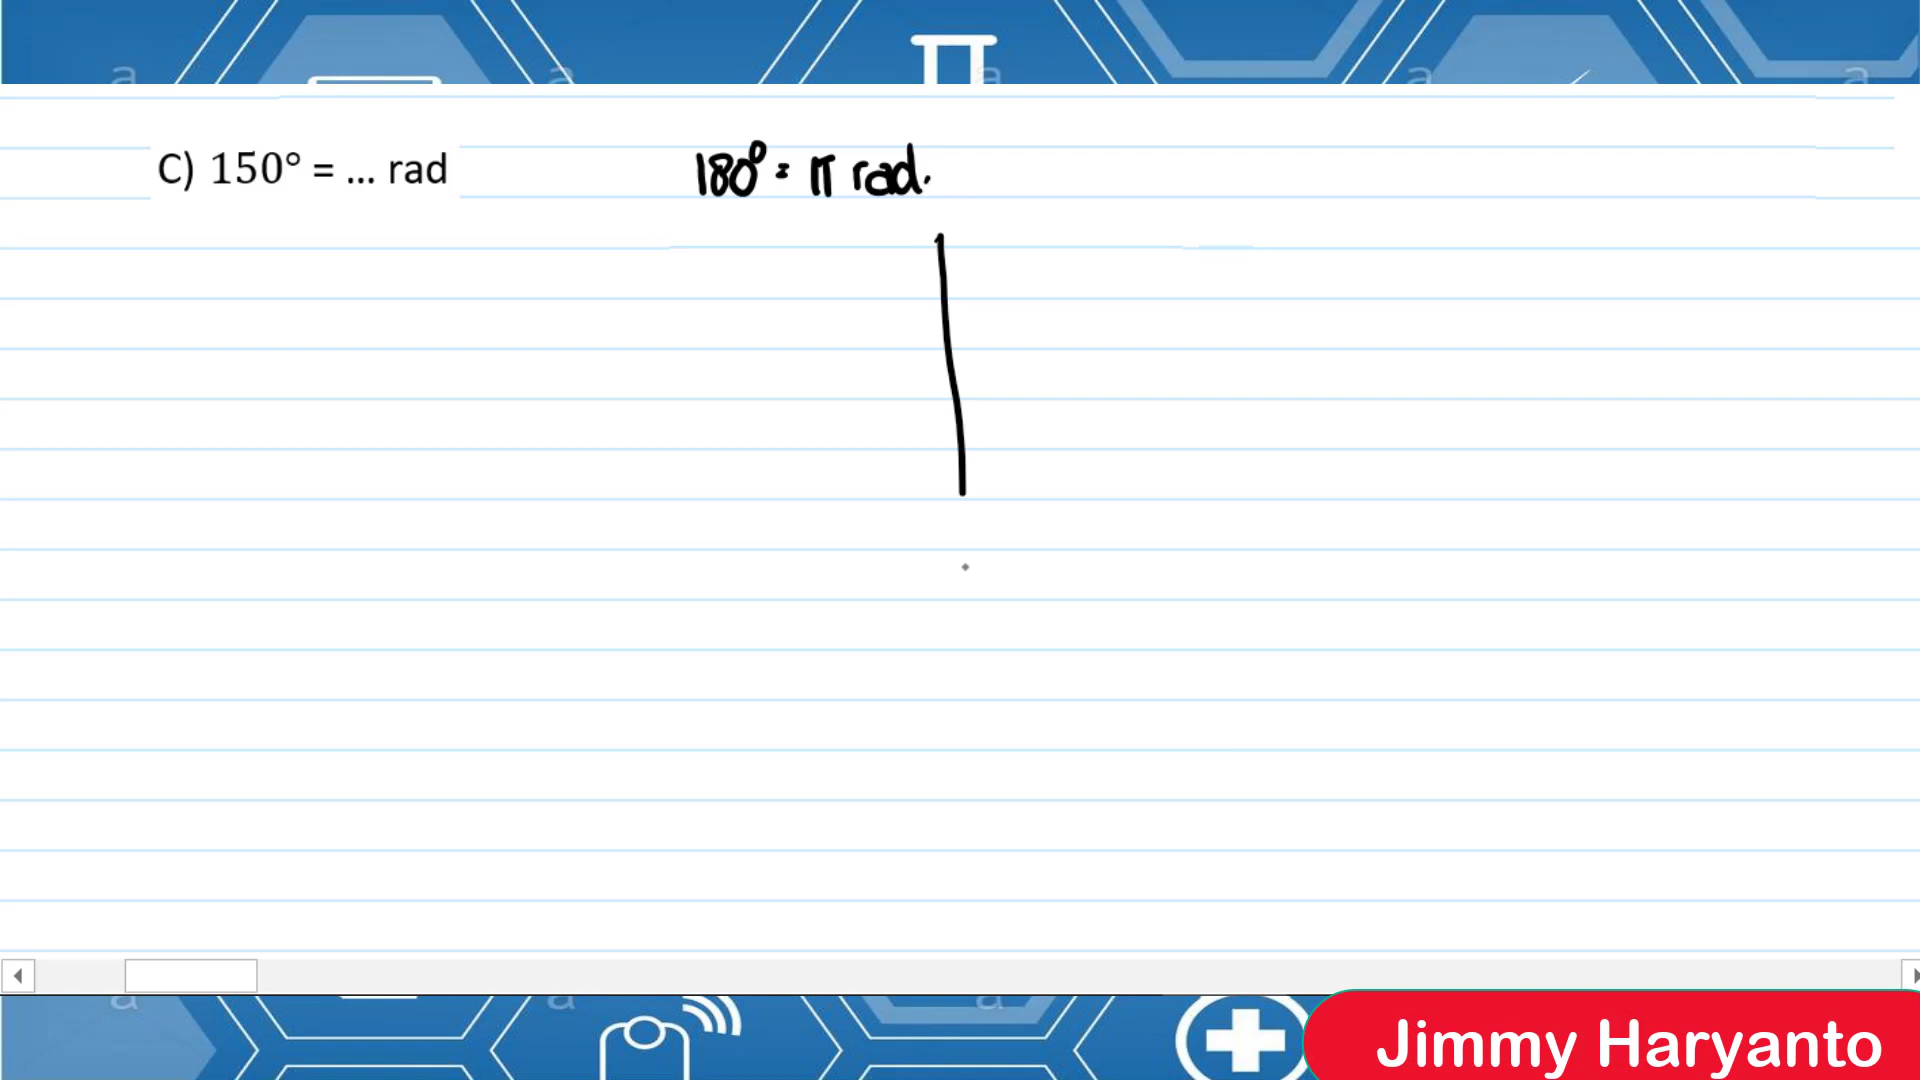 C) 150° = ... rad
180° = π rad.
a a a a a
a a a
Jimmy Haryanto